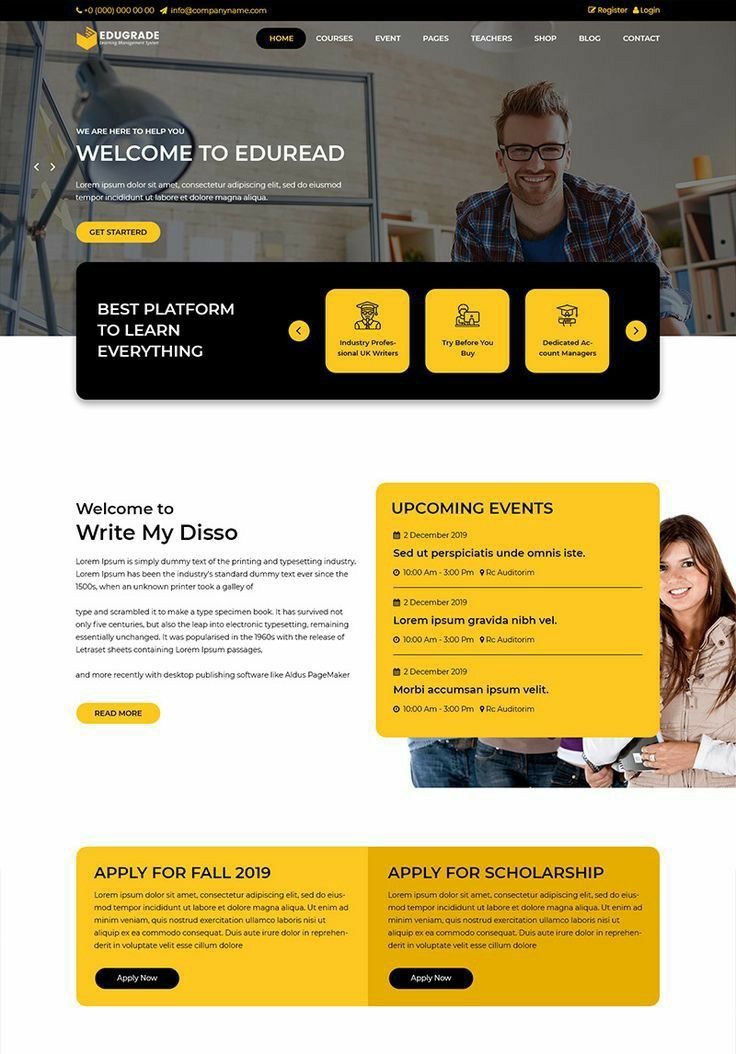 +0 (000) 000 00 00 info@companyname.com Register Login
EDUGRADE
Learning Management System
HOME COURSES EVENT PAGES TEACHERS SHOP BLOG CONTACT
WE ARE HERE TO HELP YOU
WELCOME TO EDUREAD
Lorem ipsum dolor sit amet, consectetur adipiscing elit, sed do eiusmod
tempor incididunt ut labore et dolore magna aliqua.
GET STARTERD
BEST PLATFORM
TO LEARN
EVERYTHING
Industry Profes-
sional UK Writers
Try Before You
Buy
Dedicated Ac-
count Managers
Welcome to
Write My Disso
Lorem Ipsum is simply dummy text of the printing and typesetting industry.
Lorem Ipsum has been the industry's standard dummy text ever since the
1500s, when an unknown printer took a galley of
type and scrambled it to make a type specimen book. It has survived not
only five centuries, but also the leap into electronic typesetting, remaining
essentially unchanged. It was popularised in the 1960s with the release of
Letraset sheets containing Lorem Ipsum passages,
and more recently with desktop publishing software like Aldus PageMaker
READ MORE
UPCOMING EVENTS
2 December 2019
Sed ut perspiciatis unde omnis iste.
10:00 Am - 3:00 Pm Rc Auditorim
2 December 2019
Lorem ipsum gravida nibh vel.
10:00 Am - 3:00 Pm Rc Auditorim
2 December 2019
Morbi accumsan ipsum velit.
10:00 Am - 3:00 Pm Rc Auditorim
APPLY FOR FALL 2019
Lorem ipsum dolor sit amet, consectetur adipiscing elit, sed do eius-
mod tempor incididunt ut labore et dolore magna aliqua. Ut enim ad
minim veniam, quis nostrud exercitation ullamco laboris nisi ut
aliquip ex ea commodo consequat. Duis aute irure dolor in reprehen-
derit in voluptate velit esse cillum dolore
Apply Now
APPLY FOR SCHOLARSHIP
Lorem ipsum dolor sit amet, consectetur adipiscing elit, sed do eius-
mod tempor incididunt ut labore et dolore magna aliqua. Ut enim ad
minim veniam, quis nostrud exercitation ullamco laboris nisi ut
aliquip ex ea commodo consequat. Duis aute irure dolor in reprehen-
derit in voluptate velit esse cillum dolore
Apply Now